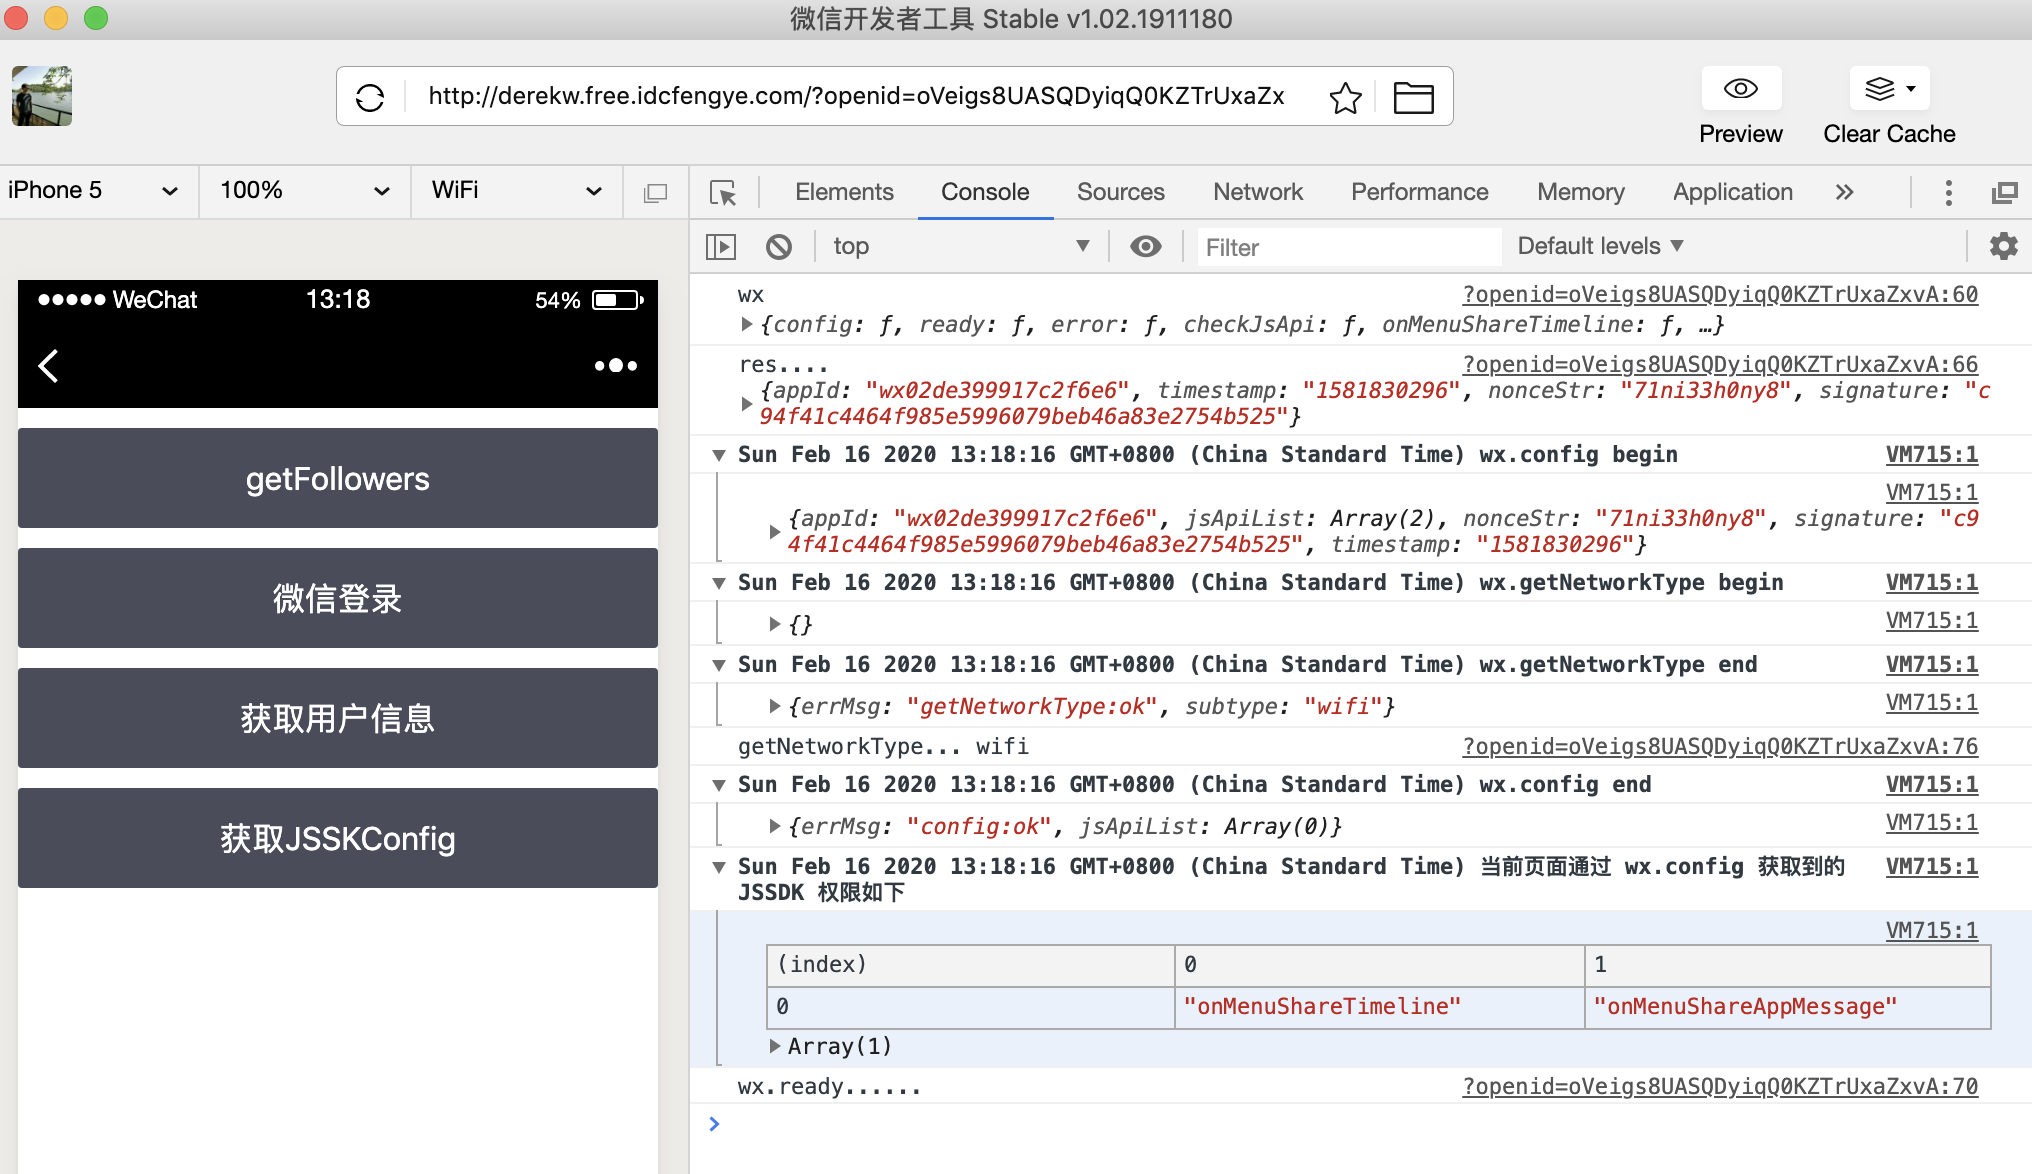 微信开发者工具 Stable v1.02.1911180
http://derekw.free.idcfengye.com/?openid=oVeigs8UASQDyiqQ0KZTrUxaZx
Preview
Clear Cache
iPhone 5
100%
WiFi
Elements
Console
Sources
Network
Performance
Memory
Application
top
Filter
Default levels
WeChat
13:18
54%
getFollowers
微信登录
获取用户信息
获取JSSKConfig
wx ?openid=oVeigs8UASQDyiqQ0KZTrUxaZxvA:60
{config: ƒ, ready: ƒ, error: ƒ, checkJsApi: ƒ, onMenuShareTimeline: ƒ, …}
res.... ?openid=oVeigs8UASQDyiqQ0KZTrUxaZxvA:66
{appId: "wx02de399917c2f6e6", timestamp: "1581830296", nonceStr: "71ni33h0ny8", signature: "c
94f41c4464f985e5996079beb46a83e2754b525"}
Sun Feb 16 2020 13:18:16 GMT+0800 (China Standard Time) wx.config begin VM715:1
VM715:1
{appId: "wx02de399917c2f6e6", jsApiList: Array(2), nonceStr: "71ni33h0ny8", signature: "c9
4f41c4464f985e5996079beb46a83e2754b525", timestamp: "1581830296"}
Sun Feb 16 2020 13:18:16 GMT+0800 (China Standard Time) wx.getNetworkType begin VM715:1
{} VM715:1
Sun Feb 16 2020 13:18:16 GMT+0800 (China Standard Time) wx.getNetworkType end VM715:1
{errMsg: "getNetworkType:ok", subtype: "wifi"} VM715:1
getNetworkType... wifi ?openid=oVeigs8UASQDyiqQ0KZTrUxaZxvA:76
Sun Feb 16 2020 13:18:16 GMT+0800 (China Standard Time) wx.config end VM715:1
{errMsg: "config:ok", jsApiList: Array(0)} VM715:1
Sun Feb 16 2020 13:18:16 GMT+0800 (China Standard Time) 当前页面通过 wx.config 获取到的 VM715:1
JSSDK 权限如下
VM715:1
(index) 0 1
0 "onMenuShareTimeline" "onMenuShareAppMessage"
Array(1)
wx.ready...... ?openid=oVeigs8UASQDyiqQ0KZTrUxaZxvA:70